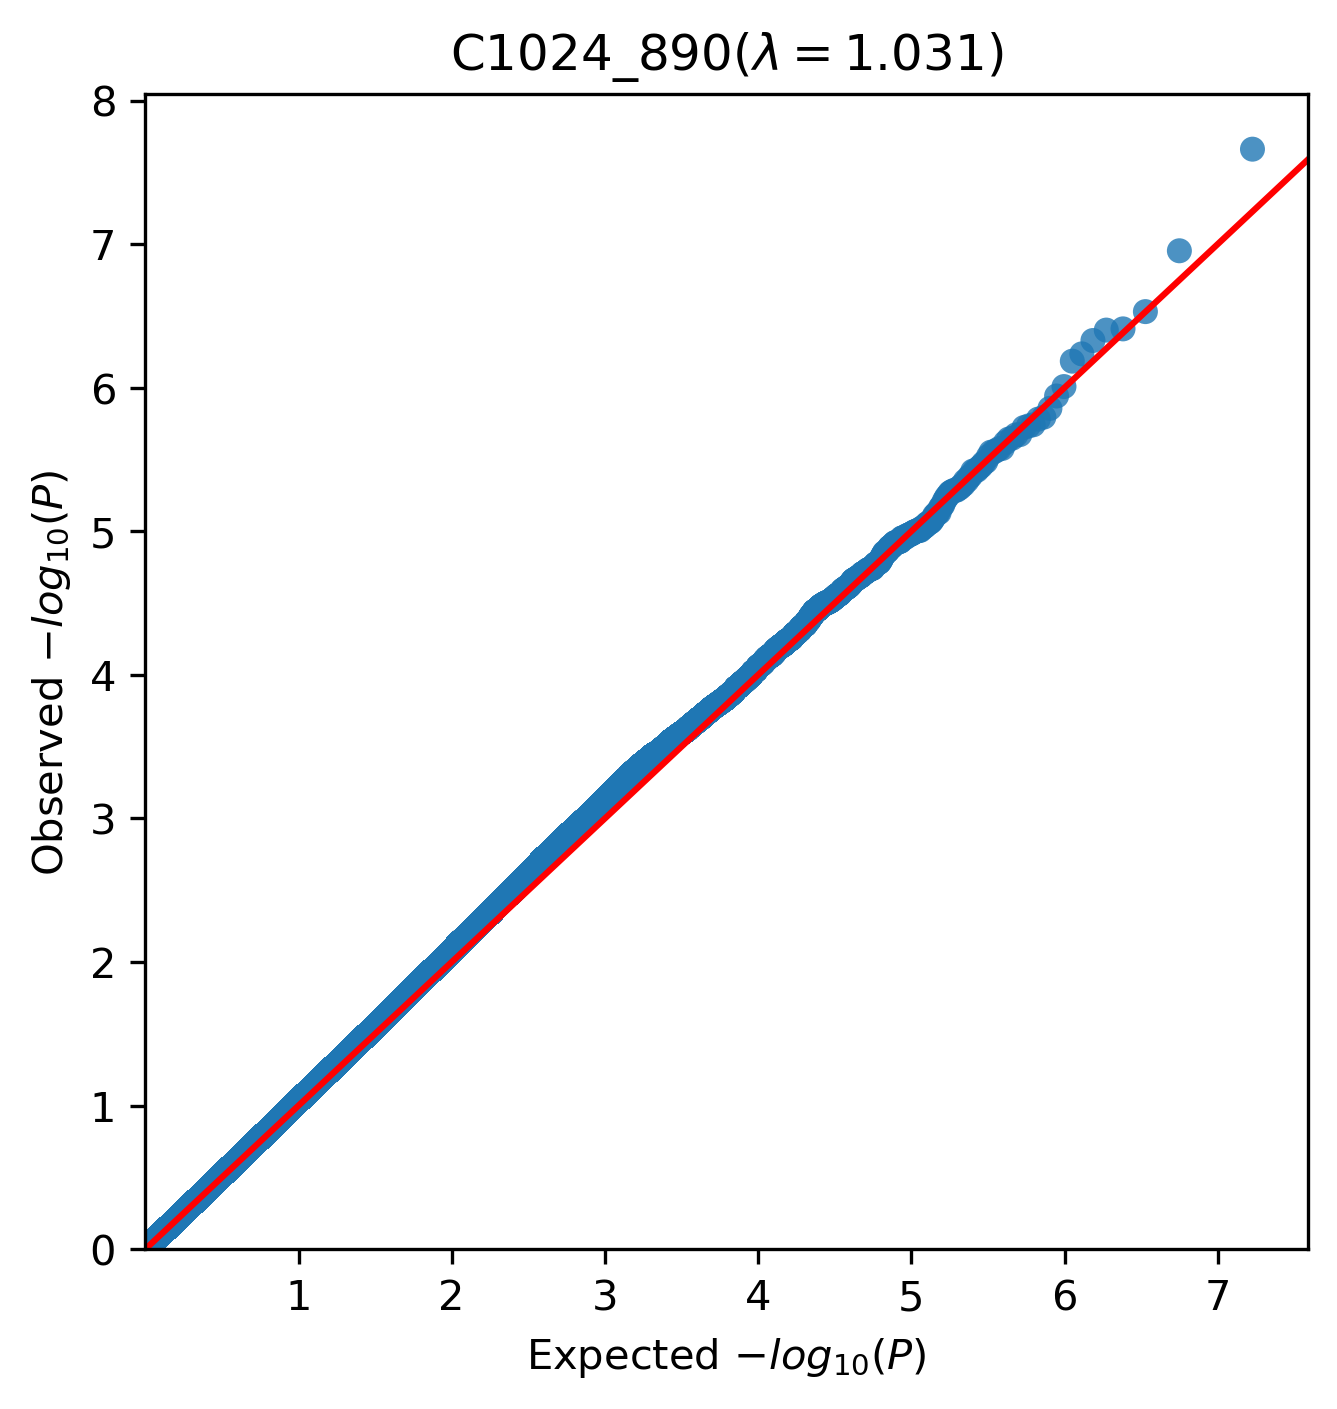 C1024_890(λ = 1.031)
8
7
6
5
4
3
2
1
0
Observed −log₁₀(P)
1 2 3 4 5 6 7
Expected −log₁₀(P)